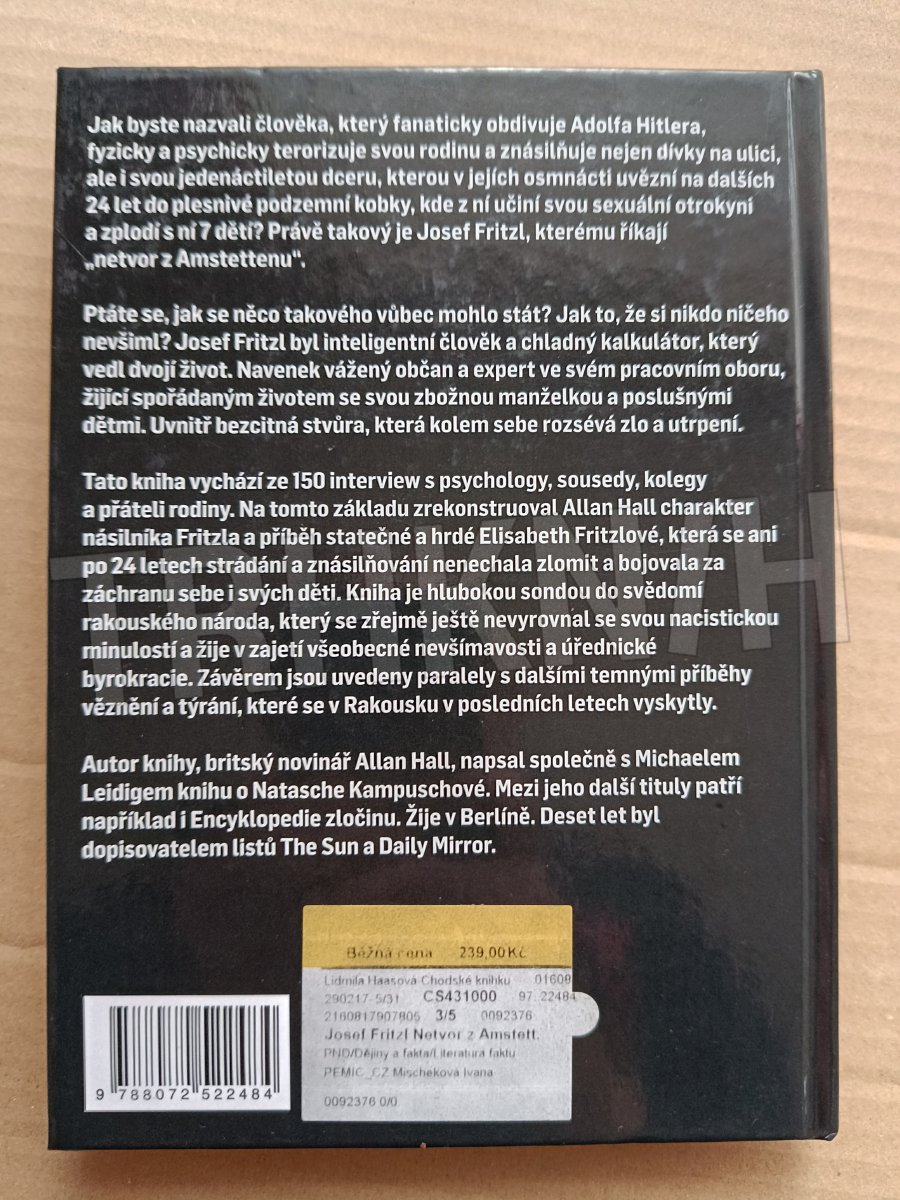 Jak byste nazvali člověka, který fanaticky obdivuje Adolfa Hitlera,
fyzicky a psychicky terorizuje svou rodinu a znásilňuje nejen dívky na ulici,
ale i svou jedenáctiletou dceru, kterou v jejích osmnácti uvězní na dalších
24 let do plesnivé podzemní kobky, kde z ní učiní svou sexuální otrokyni
a zplodí s ní 7 dětí? Právě takový je Josef Fritzl, kterému říkají
„netvor z Amstettenu“.
Ptáte se, jak se něco takového vůbec mohlo stát? Jak to, že si nikdo ničeho
nevšiml? Josef Fritzl byl inteligentní člověk a chladný kalkulátor, který
vedl dvojí život. Navenek vážený občan a expert ve svém pracovním oboru,
žijící spořádaným životem se svou zbožnou manželkou a poslušnými
dětmi. Uvnitř bezcitná stvůra, která kolem sebe rozsévá zlo a utrpení.
Tato kniha vychází ze 150 interview s psychology, sousedy, kolegy
a přáteli rodiny. Na tomto základu zrekonstruoval Allan Hall charakter
násilníka Fritzla a příběh statečné a hrdé Elisabeth Fritzlové, která se ani
po 24 letech strádání a znásilňování nenechala zlomit a bojovala za
záchranu sebe i svých dětí. Kniha je hlubokou sondou do svědomí
rakouského národa, který se zřejmě ještě nevyrovnal se svou nacistickou
minulostí a žije v zajetí všeobecné nevšímavosti a úřednické
byrokracie. Závěrem jsou uvedeny paralely s dalšími temnými příběhy
věznění a týrání, které se v Rakousku v posledních letech vyskytly.
Autor knihy, britský novinář Allan Hall, napsal společně s Michaelem
Leidigem knihu o Natasche Kampuschové. Mezi jeho další tituly patří
například i Encyklopedie zločinu. Žije v Berlíně. Deset let byl
dopisovatelem listů The Sun a Daily Mirror.
Běžná cena 239,00 Kč
Lidmila Haasová Chodské knihku 01608
290217-5/31 CS431000 97.22484
2160817907805 3/5 0092376
Josef Fritzl Netvor z Amstett.
PND/Dějiny a fakta/Literatura faktu
PEMIC_CZ Mischeková Ivana
0092376 0/0
9 788072 522484
TRHKNIH